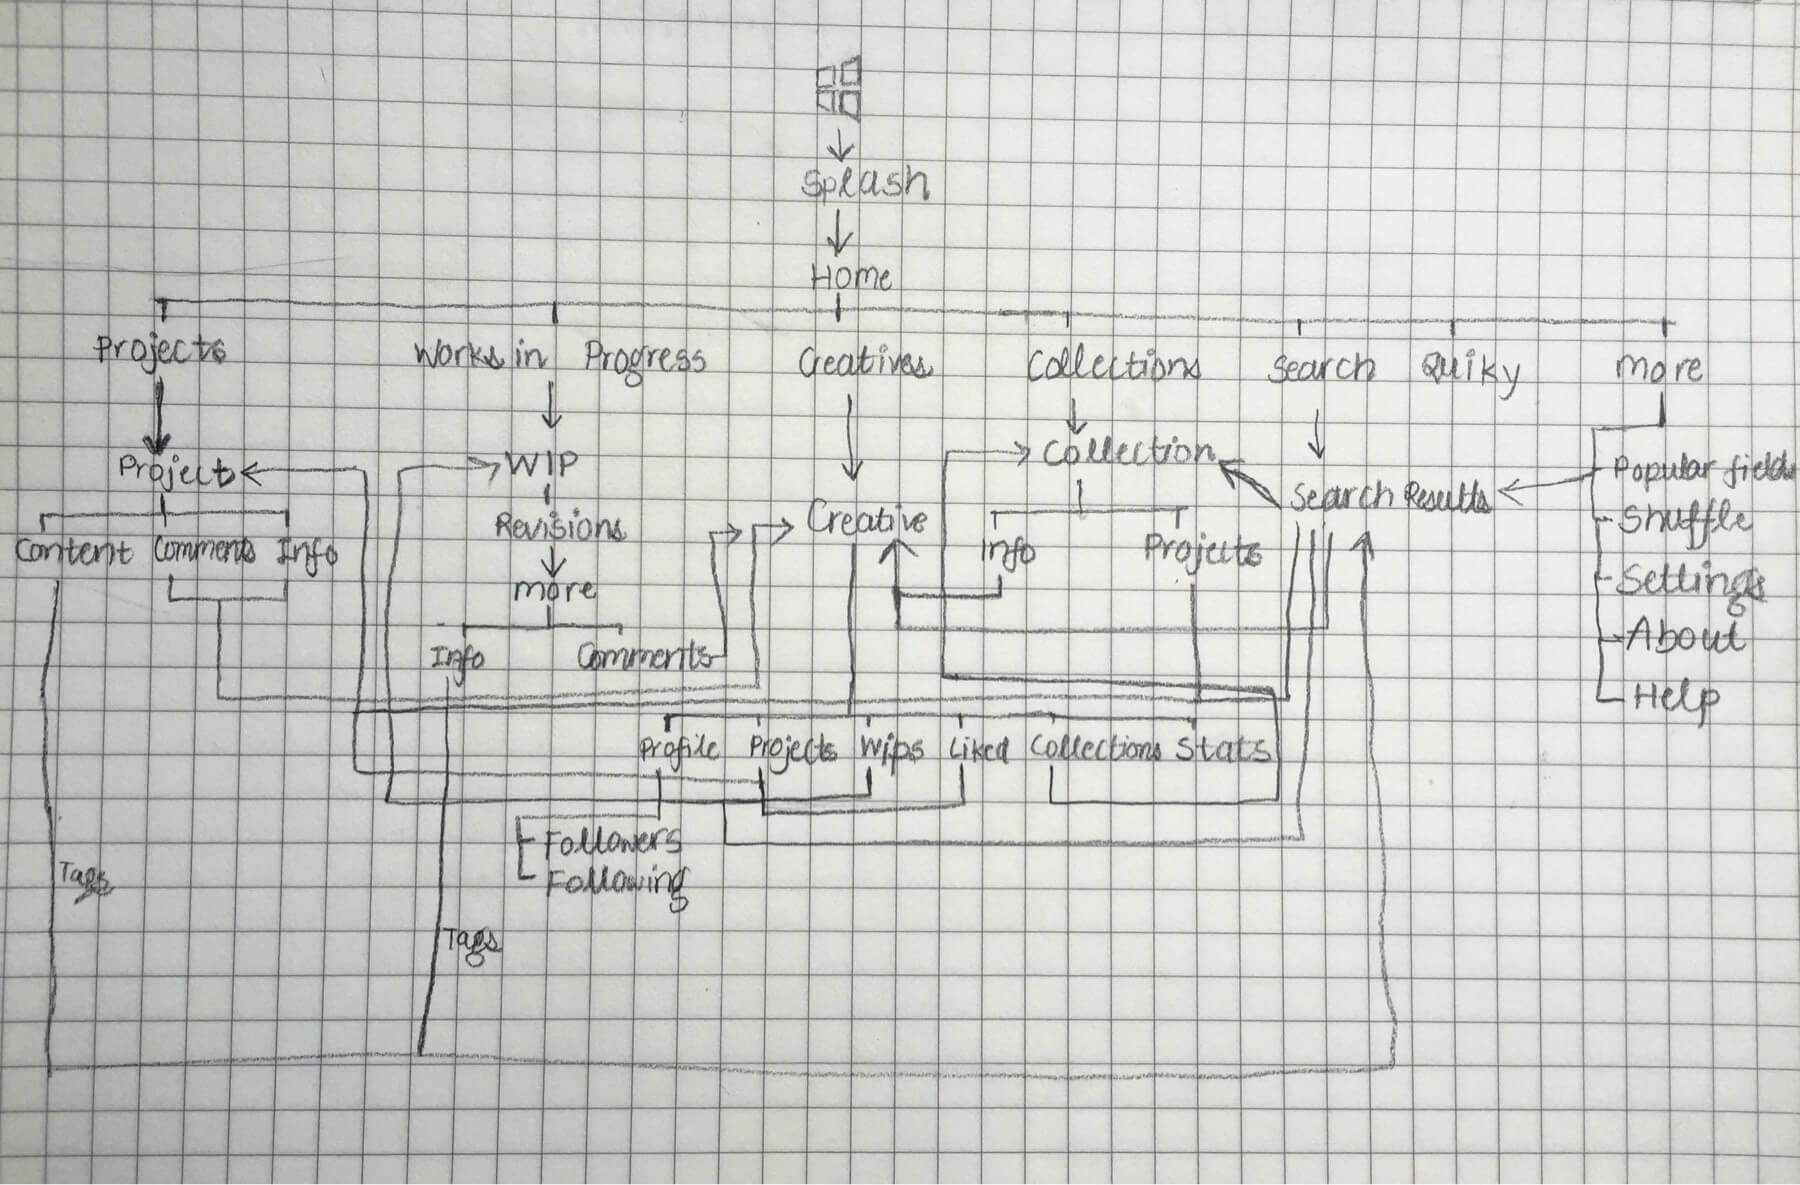 Splash
Home
Projects
Works in Progress
Creatives
Collections
Search
Quiky
more
Project
WIP
Collection
Popular fields
Search Results
Creative
Shuffle
Revisions
Content
Comments
Info
Info
Projects
more
Settings
About
Info
Comments
Help
Profile
Projects
Wips
Liked
Collections
Stats
Followers
Following
Tags
Tags